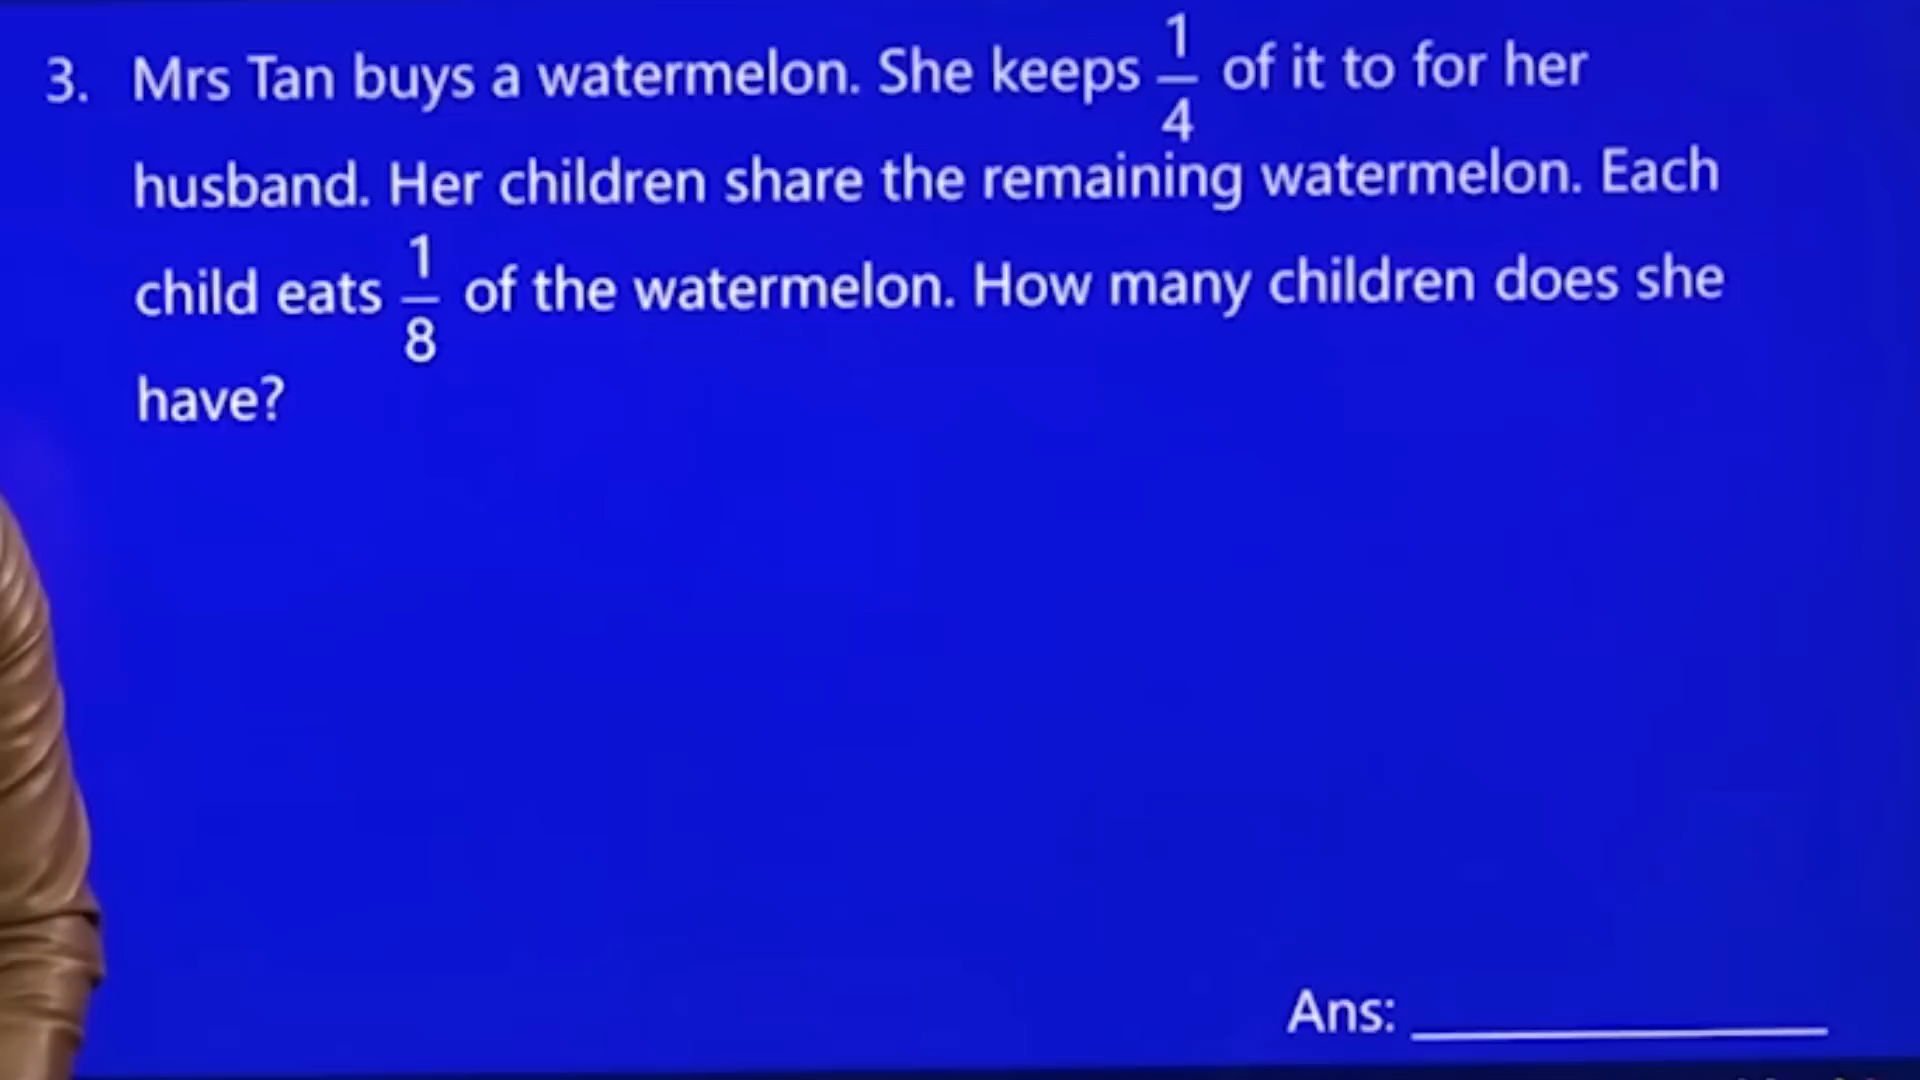 3. Mrs Tan buys a watermelon. She keeps 1/4 of it to for her
husband. Her children share the remaining watermelon. Each
child eats 1/8 of the watermelon. How many children does she
have?
Ans: